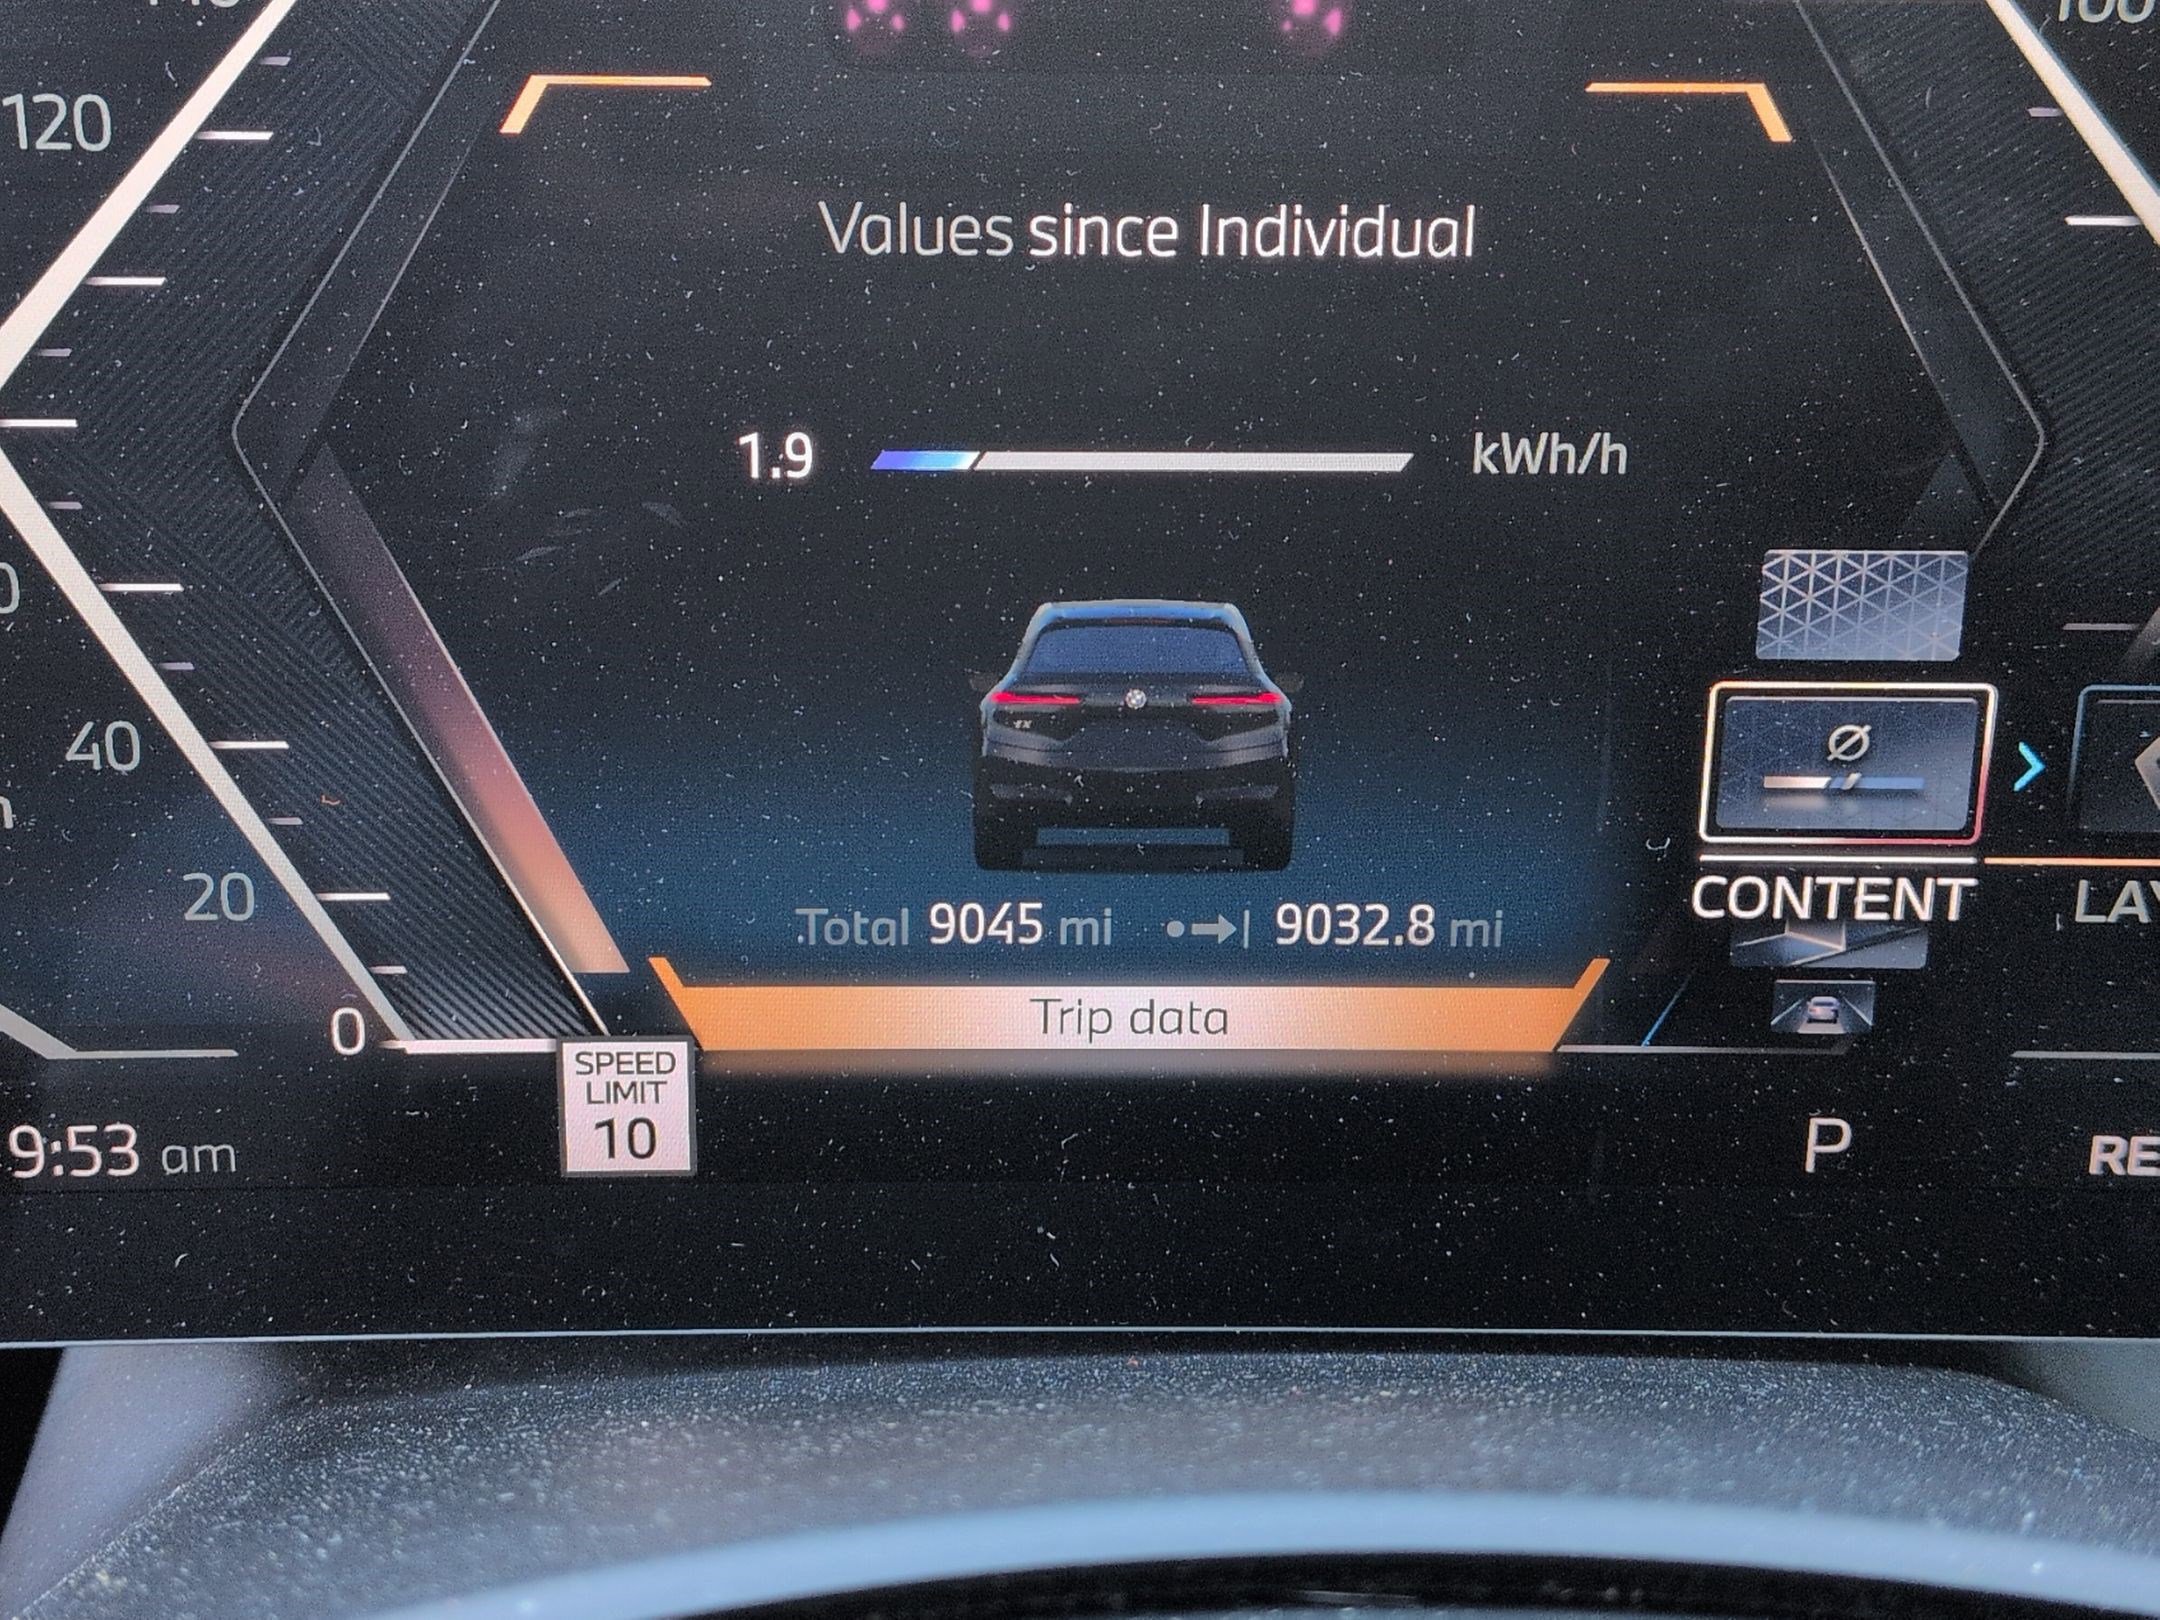 120
Values since Individual
1.9 kWh/h
40
20
iX
Total 9045 mi 9032.8 mi
CONTENT
Trip data
0
SPEED
LIMIT
10
9:53 am
P